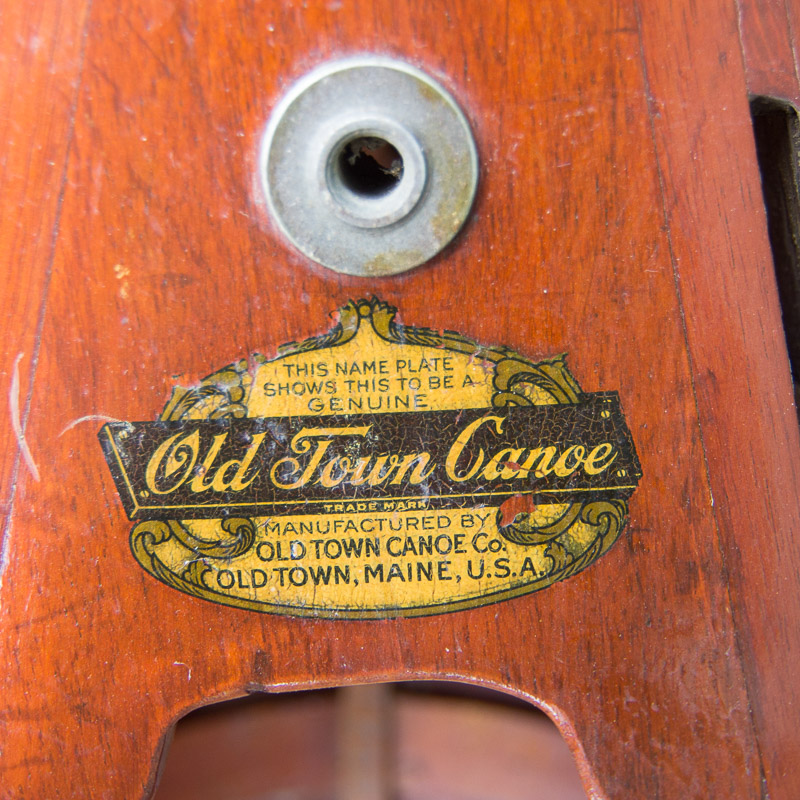 THIS NAME PLATE
SHOWS THIS TO BE A
GENUINE
Old Town Canoe
TRADE MARK
MANUFACTURED BY
OLD TOWN CANOE Co.
OLD TOWN, MAINE, U.S.A.